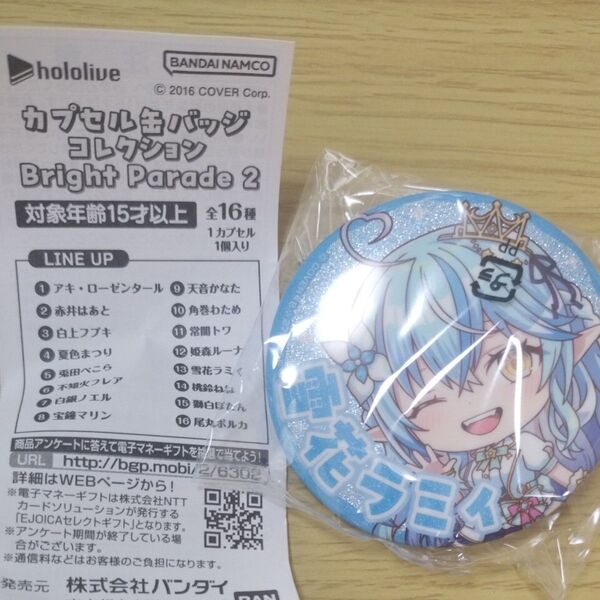 hololive
BANDAI NAMCO
© 2016 COVER Corp.
カプセル缶バッジ
コレクション
Bright Parade 2
対象年齢15才以上
全16種
1カプセル
1個入り
LINE UP
1 アキ・ローゼンタール
2 赤井はあと
3 白上フブキ
4 夏色まつり
5 兎田ぺこら
6 不知火フレア
7 白銀ノエル
8 宝鐘マリン
9 天音かなた
10 角巻わため
11 常闇トワ
12 姫森ルーナ
13 雪花ラミィ
14 桃鈴ねね
15 獅白ぼたん
16 尾丸ポルカ
商品アンケートに答えて電子マネーギフトを抽選で当てよう!
URL http://bgp.mobi/2/6302
詳細はWEBページから!
※電子マネーギフトは株式会社NTT
カードソリューションが発行する
「EJOICAセレクトギフト」となります。
※アンケート期間が終了している場
合がございます。
※通信料などはお客様のご負担になります。
発売元 株式会社バンダイ
BAN
プラ
雪花ラミィ